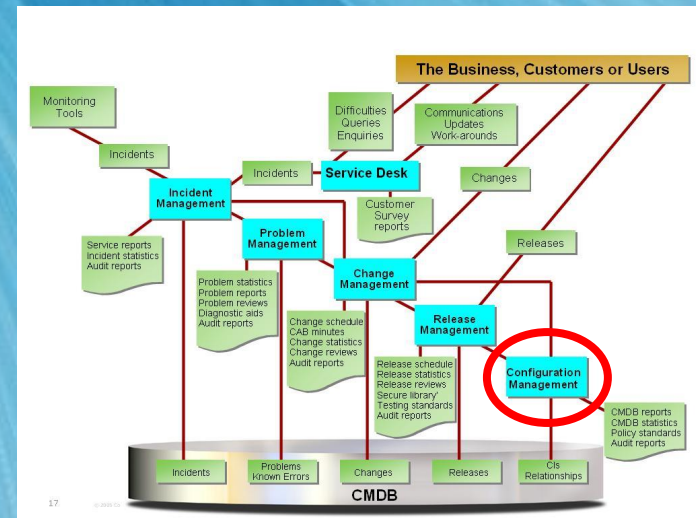 The Business, Customers or Users
Monitoring
Tools
Difficulties
Queries
Enquiries
Communications
Updates
Work-arounds
Incidents
Incidents
Service Desk
Changes
Incident
Management
Customer
Survey
reports
Problem
Management
Releases
Service reports
Incident statistics
Audit reports
Change
Management
Problem statistics
Problem reports
Problem reviews
Diagnostic aids
Audit reports
Release
Management
Change schedule
CAB minutes
Change statistics
Change reviews
Audit reports
Release schedule
Release statistics
Release reviews
Secure library'
Testing standards
Audit reports
Configuration
Management
CMDB reports
CMDB statistics
Policy standards
Audit reports
Incidents
Problems
Known Errors
Changes
Releases
CIs
Relationships
CMDB
17